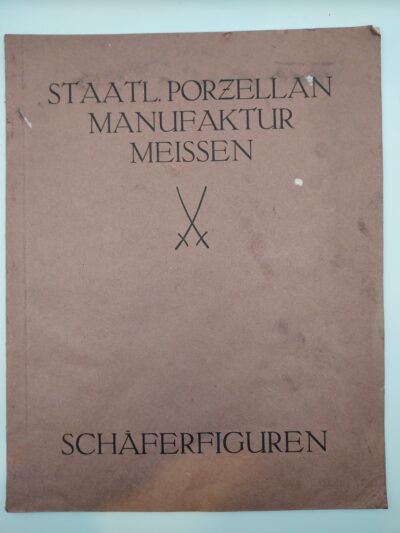 STAATL. PORZELLAN
MANUFAKTUR
MEISSEN
SCHÄFERFIGUREN